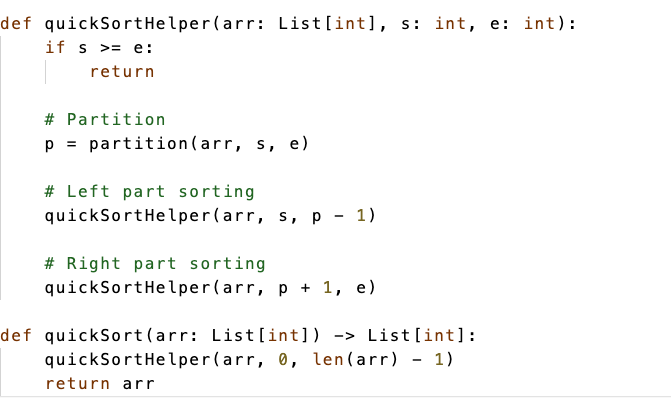 def quickSortHelper(arr: List[int], s: int, e: int):
    if s >= e:
        return

    # Partition
    p = partition(arr, s, e)

    # Left part sorting
    quickSortHelper(arr, s, p - 1)

    # Right part sorting
    quickSortHelper(arr, p + 1, e)

def quickSort(arr: List[int]) -> List[int]:
    quickSortHelper(arr, 0, len(arr) - 1)
    return arr